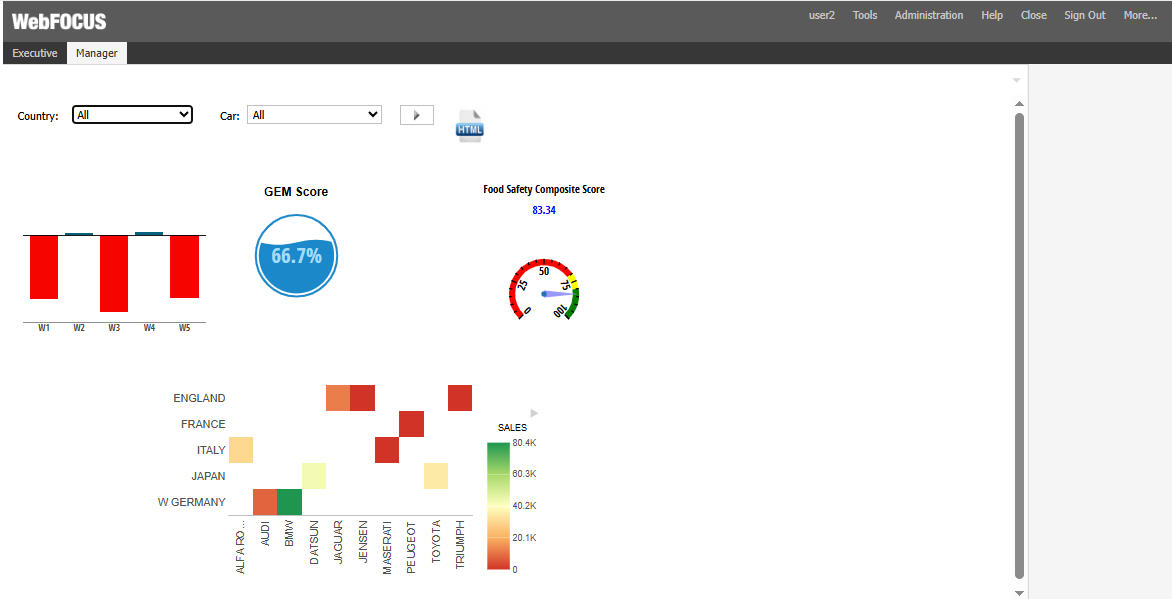 WebFOCUS
user2 Tools Administration Help Close Sign Out More...
Executive Manager
Country: All Car: All
HTML
GEM Score
66.7%
Food Safety Composite Score
83.34
0 25 50 75 100
W1 W2 W3 W4 W5
ENGLAND
FRANCE
ITALY
JAPAN
W GERMANY
ALFA RO... AUDI BMW DATSUN JAGUAR JENSEN MASERATI PEUGEOT TOYOTA TRIUMPH
SALES
80.4K
60.3K
40.2K
20.1K
0